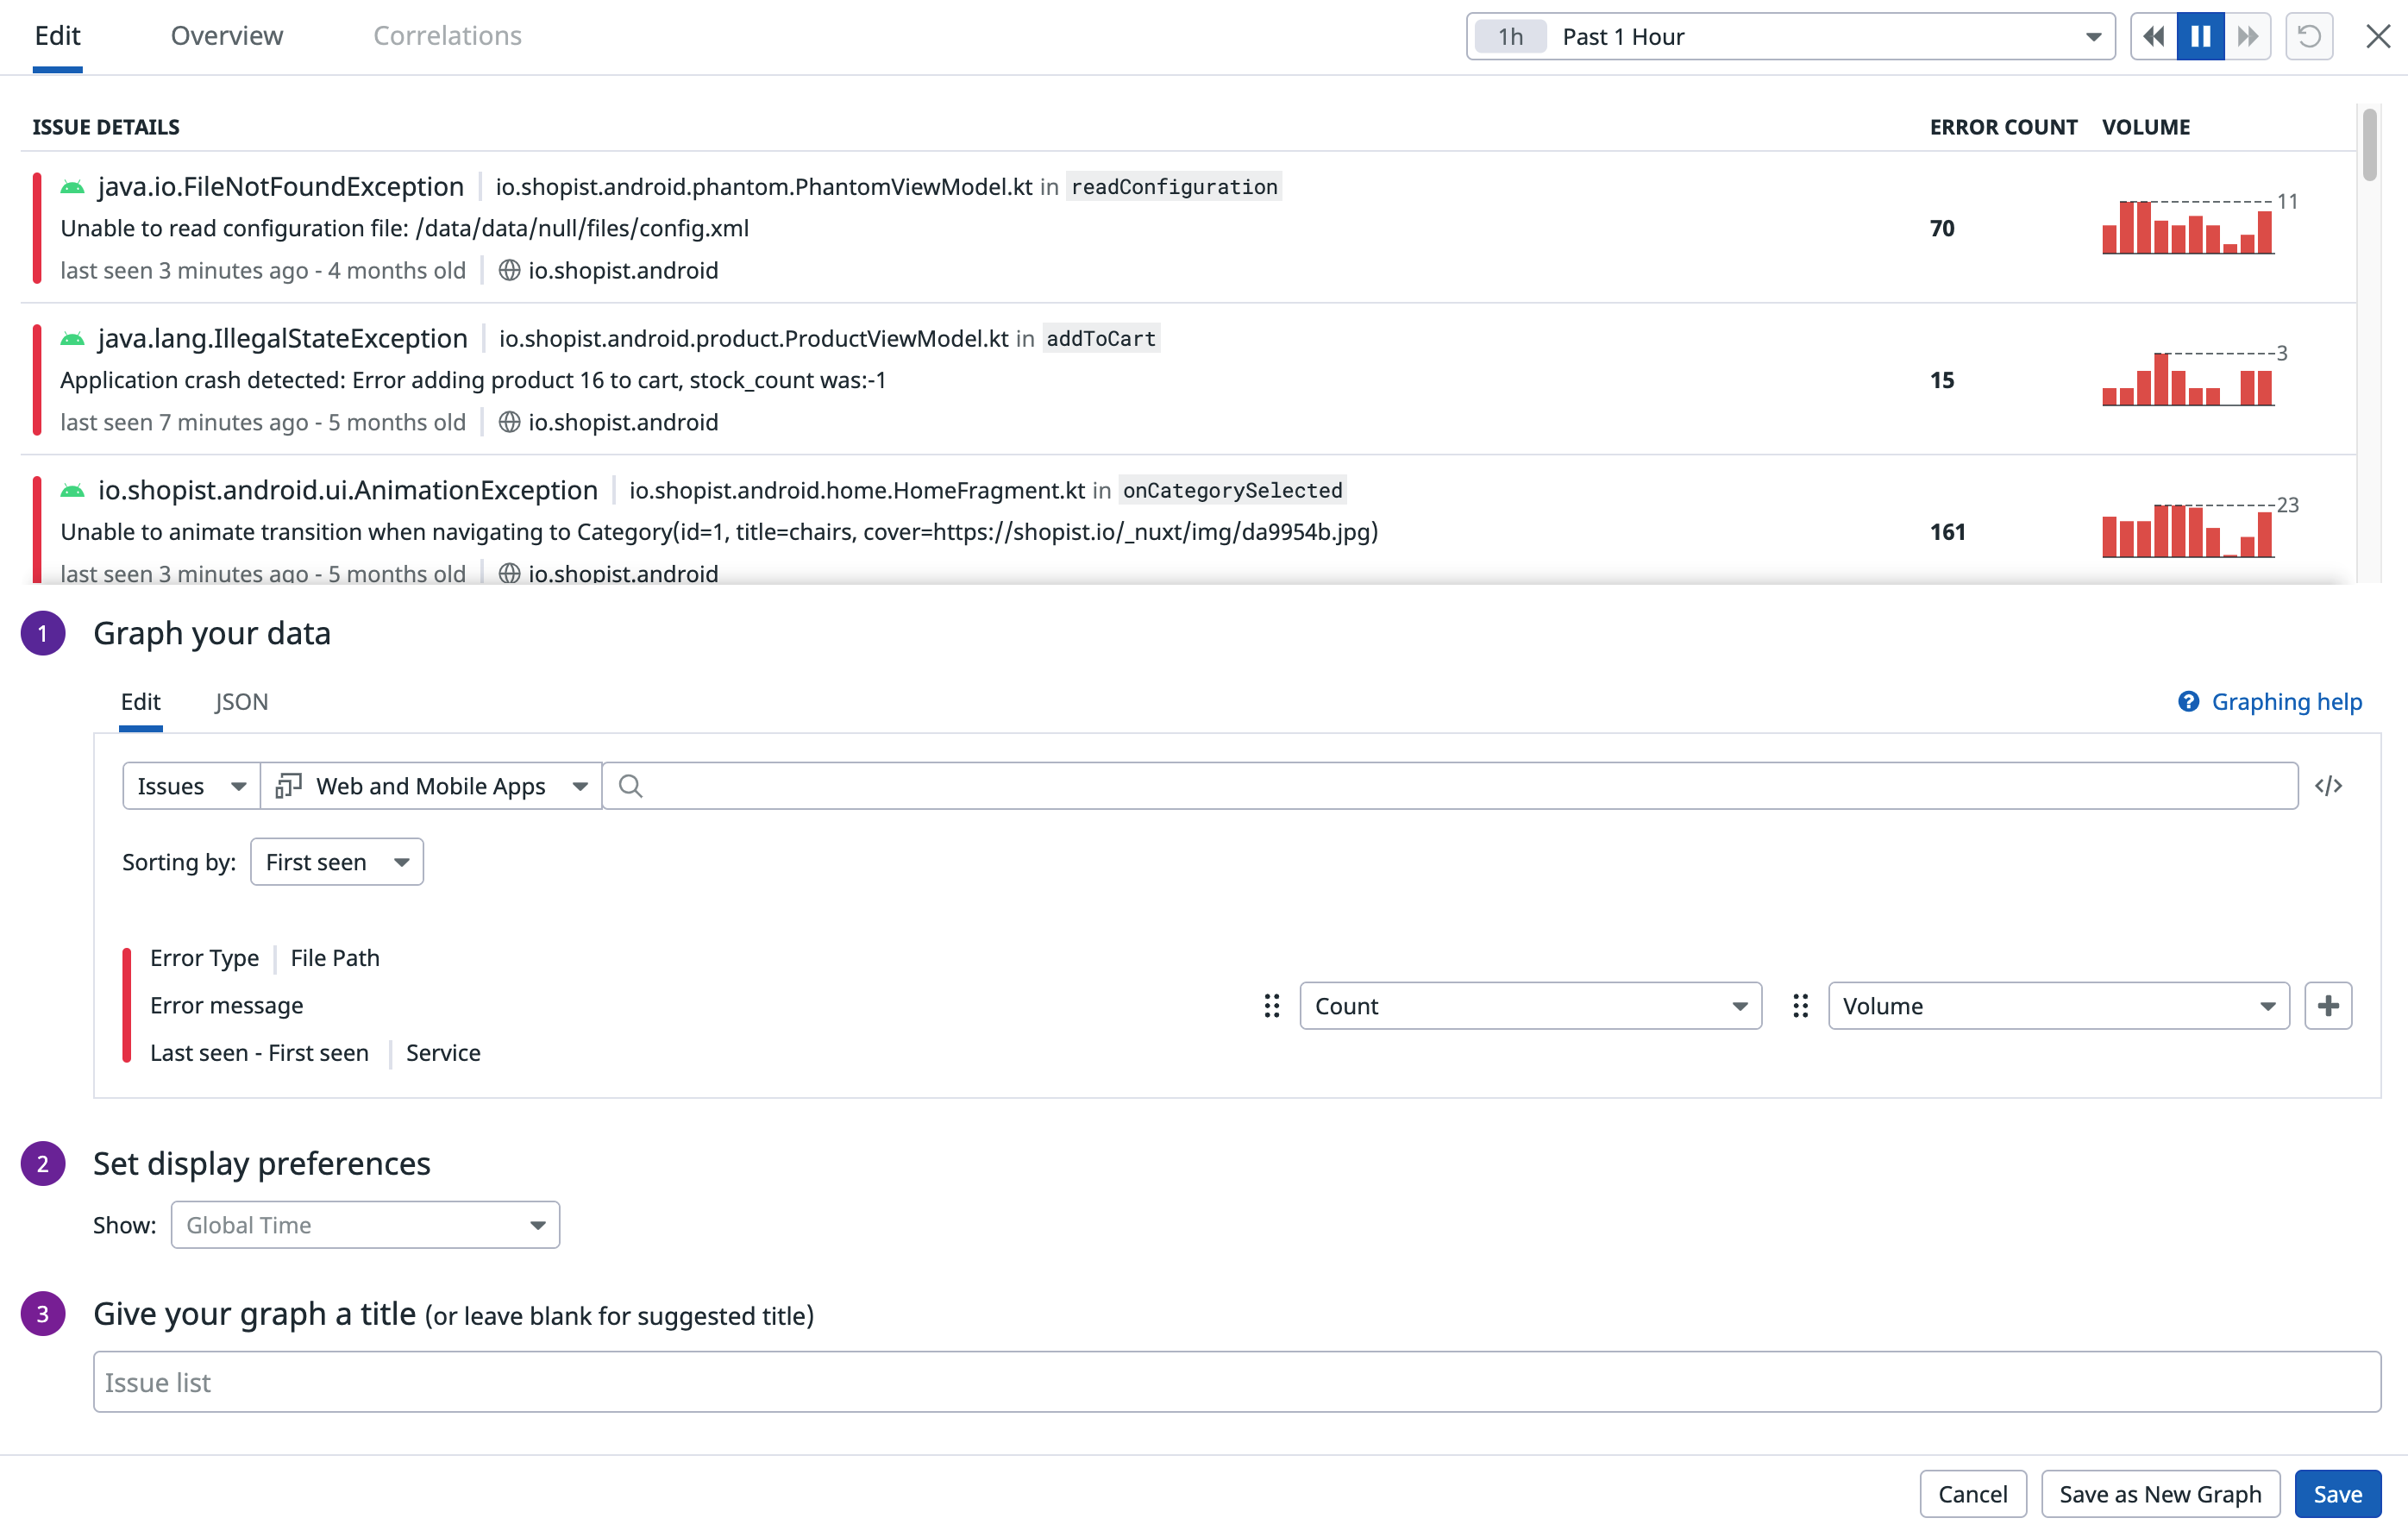 Edit Overview Correlations 1h Past 1 Hour
ISSUE DETAILS ERROR COUNT VOLUME
java.io.FileNotFoundException io.shopist.android.phantom.PhantomViewModel.kt in readConfiguration
11
Unable to read configuration file: /data/data/null/files/config.xml 70
last seen 3 minutes ago - 4 months old io.shopist.android
java.lang.IllegalStateException io.shopist.android.product.ProductViewModel.kt in addToCart
3
Application crash detected: Error adding product 16 to cart, stock_count was:-1 15
last seen 7 minutes ago - 5 months old io.shopist.android
io.shopist.android.ui.AnimationException io.shopist.android.home.HomeFragment.kt in onCategorySelected
23
Unable to animate transition when navigating to Category(id=1, title=chairs, cover=https://shopist.io/_nuxt/img/da9954b.jpg) 161
last seen 3 minutes ago - 5 months old io.shopist.android
1 Graph your data
Edit JSON ? Graphing help
Issues Web and Mobile Apps </>
Sorting by: First seen
Error Type File Path
Error message Count Volume
Last seen - First seen Service
2 Set display preferences
Show: Global Time
3 Give your graph a title (or leave blank for suggested title)
Issue list
Cancel Save as New Graph Save